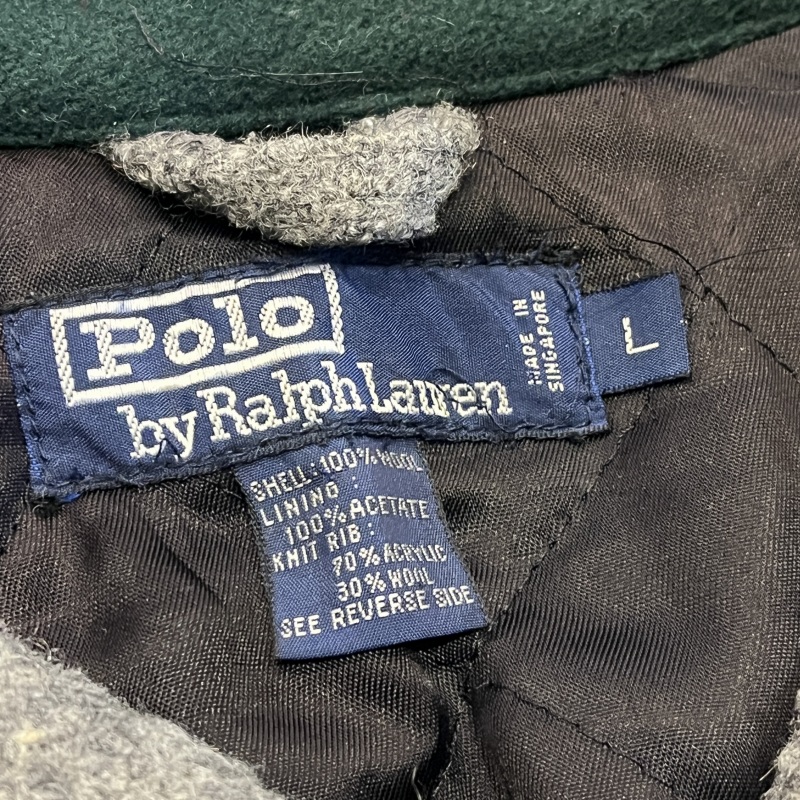 Polo
by Ralph Lauren
MADE IN
SINGAPORE
L
SHELL: 100% WOOL
LINING :
100% ACETATE
KNIT RIB :
70% ACRYLIC
30% WOOL
SEE REVERSE SIDE